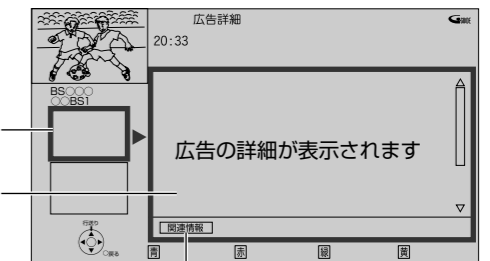 広告詳細
G GUIDE
20:33
BS○○○
○○BS1
広告の詳細が表示されます
関連情報
行送り
○戻る
青 赤 緑 黄